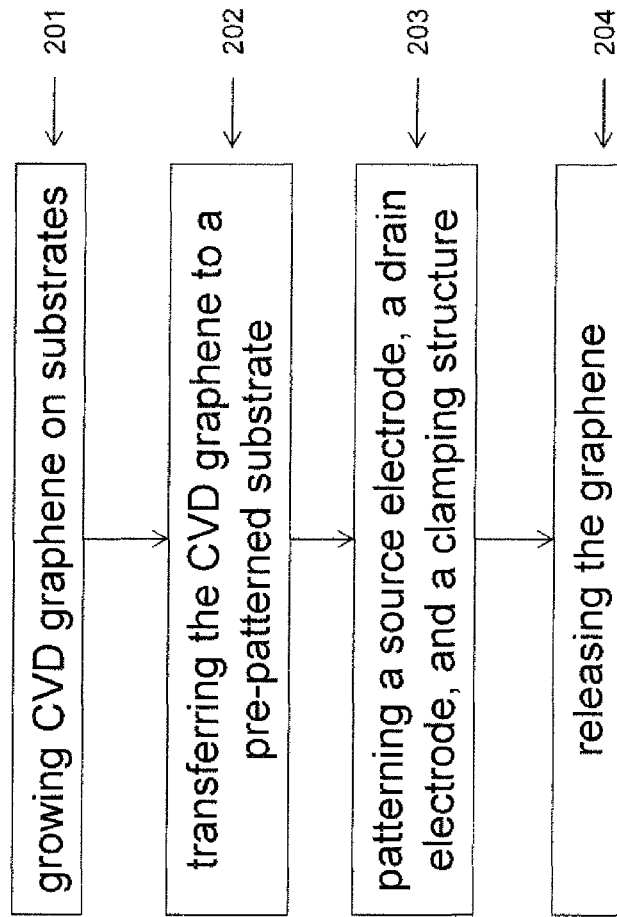 growing CVD graphene on substrates
201
transferring the CVD graphene to a
pre-patterned substrate
202
patterning a source electrode, a drain
electrode, and a clamping structure
203
releasing the graphene
204